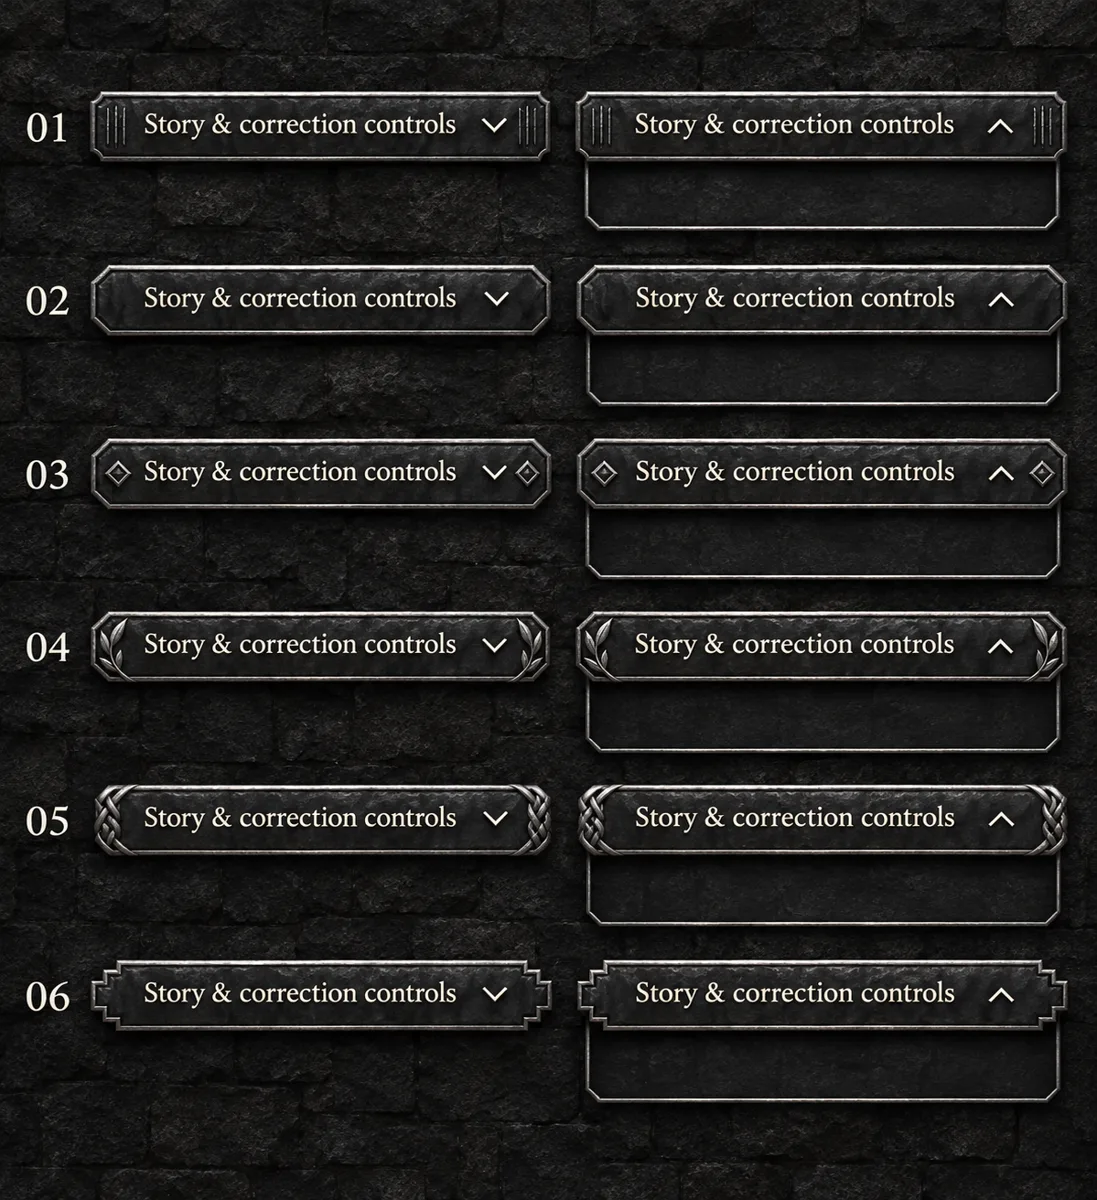 01 Story & correction controls Story & correction controls
02 Story & correction controls Story & correction controls
03 Story & correction controls Story & correction controls
04 Story & correction controls Story & correction controls
05 Story & correction controls Story & correction controls
06 Story & correction controls Story & correction controls